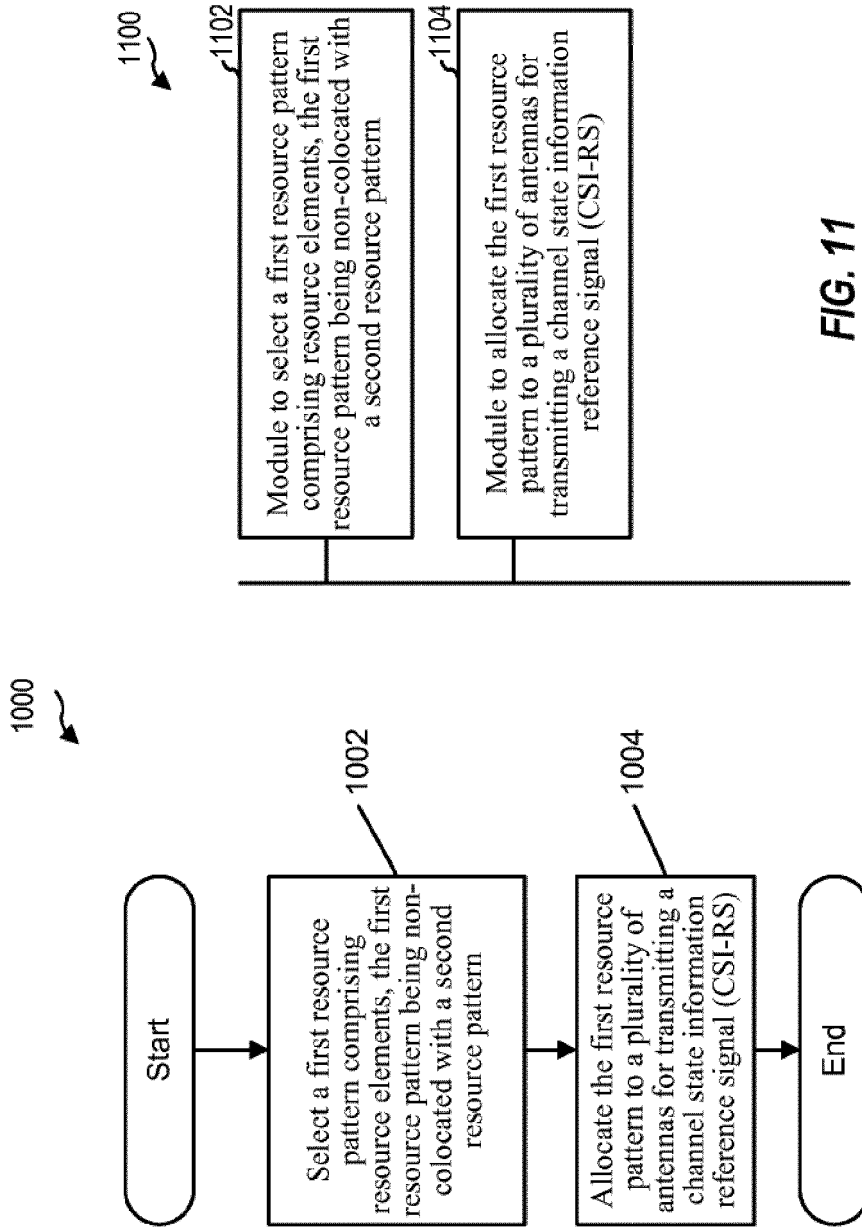 1000
Start
Select a first resource
pattern comprising
resource elements, the first
resource pattern being non-
colocated with a second
resource pattern
1002
Allocate the first resource
pattern to a plurality of
antennas for transmitting a
channel state information
reference signal (CSI-RS)
1004
End
1100
1102
Module to select a first resource pattern
comprising resource elements, the first
resource pattern being non-colocated with
a second resource pattern
1104
Module to allocate the first resource
pattern to a plurality of antennas for
transmitting a channel state information
reference signal (CSI-RS)
FIG. 11